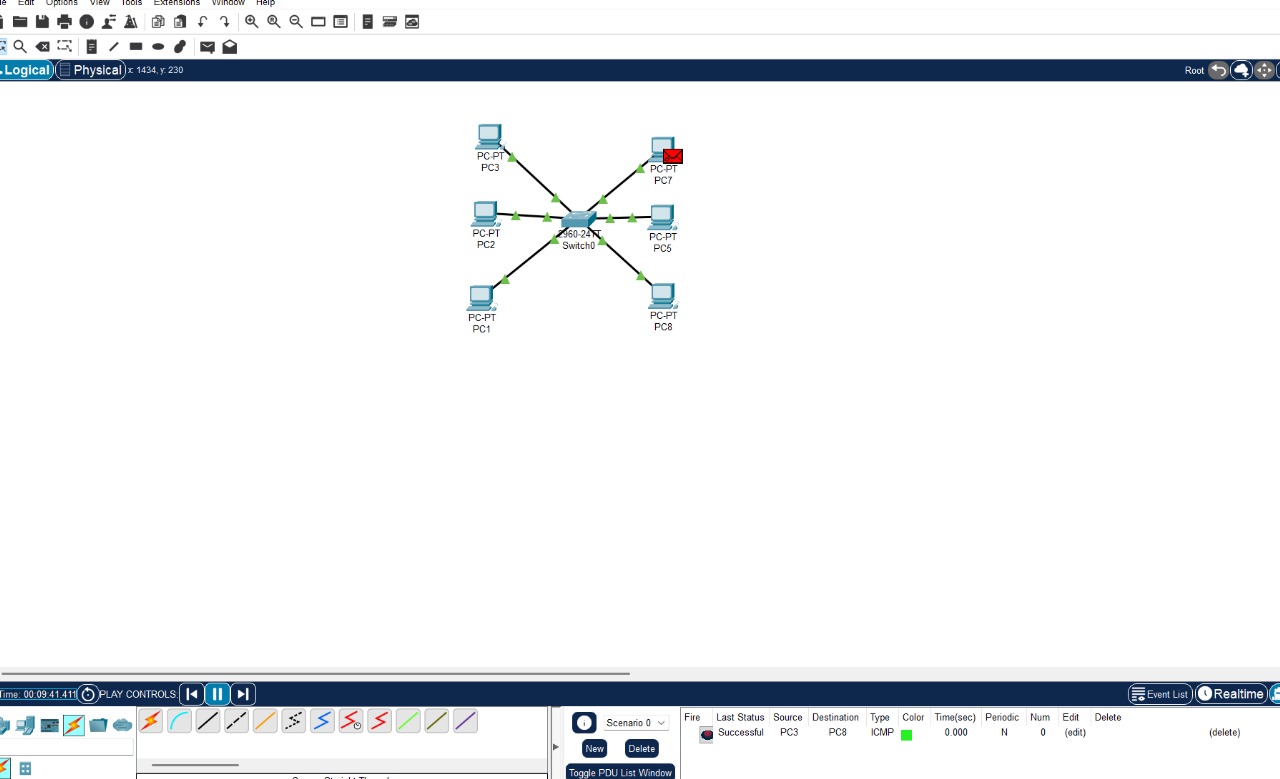 Edit Options View Tools Extensions Window Help
Logical Physical x: 1434, y: 230
Root
PC-PT
PC3
PC-PT
PC7
PC-PT
PC2
2960-24TT
Switch0
PC-PT
PC5
PC-PT
PC1
PC-PT
PC8
Time: 00:09:41.411 PLAY CONTROLS:
Event List Realtime
Scenario 0
New Delete
Toggle PDU List Window
Fire Last Status Source Destination Type Color Time(sec) Periodic Num Edit Delete
Successful PC3 PC8 ICMP 0.000 N 0 (edit) (delete)